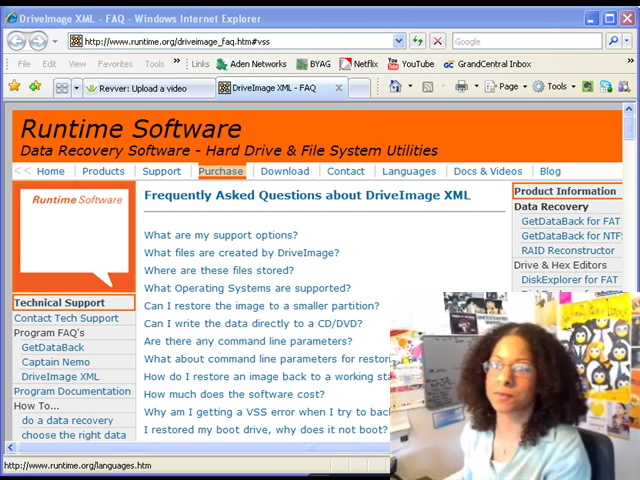 DriveImage XML - FAQ - Windows Internet Explorer
http://www.runtime.org/driveimage_faq.htm#vss
Google
File Edit View Favorites Tools » Links Aden Networks BYAG Netflix YouTube GrandCentral Inbox
Revver: Upload a video
DriveImage XML - FAQ
Page
Tools
Runtime Software
Data Recovery Software - Hard Drive & File System Utilities
<< Home Products Support Purchase Download Contact Languages Docs & Videos Blog
Runtime Software
Technical Support
Contact Tech Support
Program FAQ's
GetDataBack
Captain Nemo
DriveImage XML
Program Documentation
How To...
do a data recovery
choose the right data
Frequently Asked Questions about DriveImage XML
What are my support options?
What files are created by DriveImage?
Where are these files stored?
What Operating Systems are supported?
Can I restore the image to a smaller partition?
Can I write the data directly to a CD/DVD?
Are there any command line parameters?
What about command line parameters for restor
How do I restore an image back to a working sta
How much does the software cost?
Why am I getting a VSS error when I try to back
I restored my boot drive, why does it not boot?
Product Information
Data Recovery
GetDataBack for FAT
GetDataBack for NTFS
RAID Reconstructor
Drive & Hex Editors
DiskExplorer for FAT
http://www.runtime.org/languages.htm